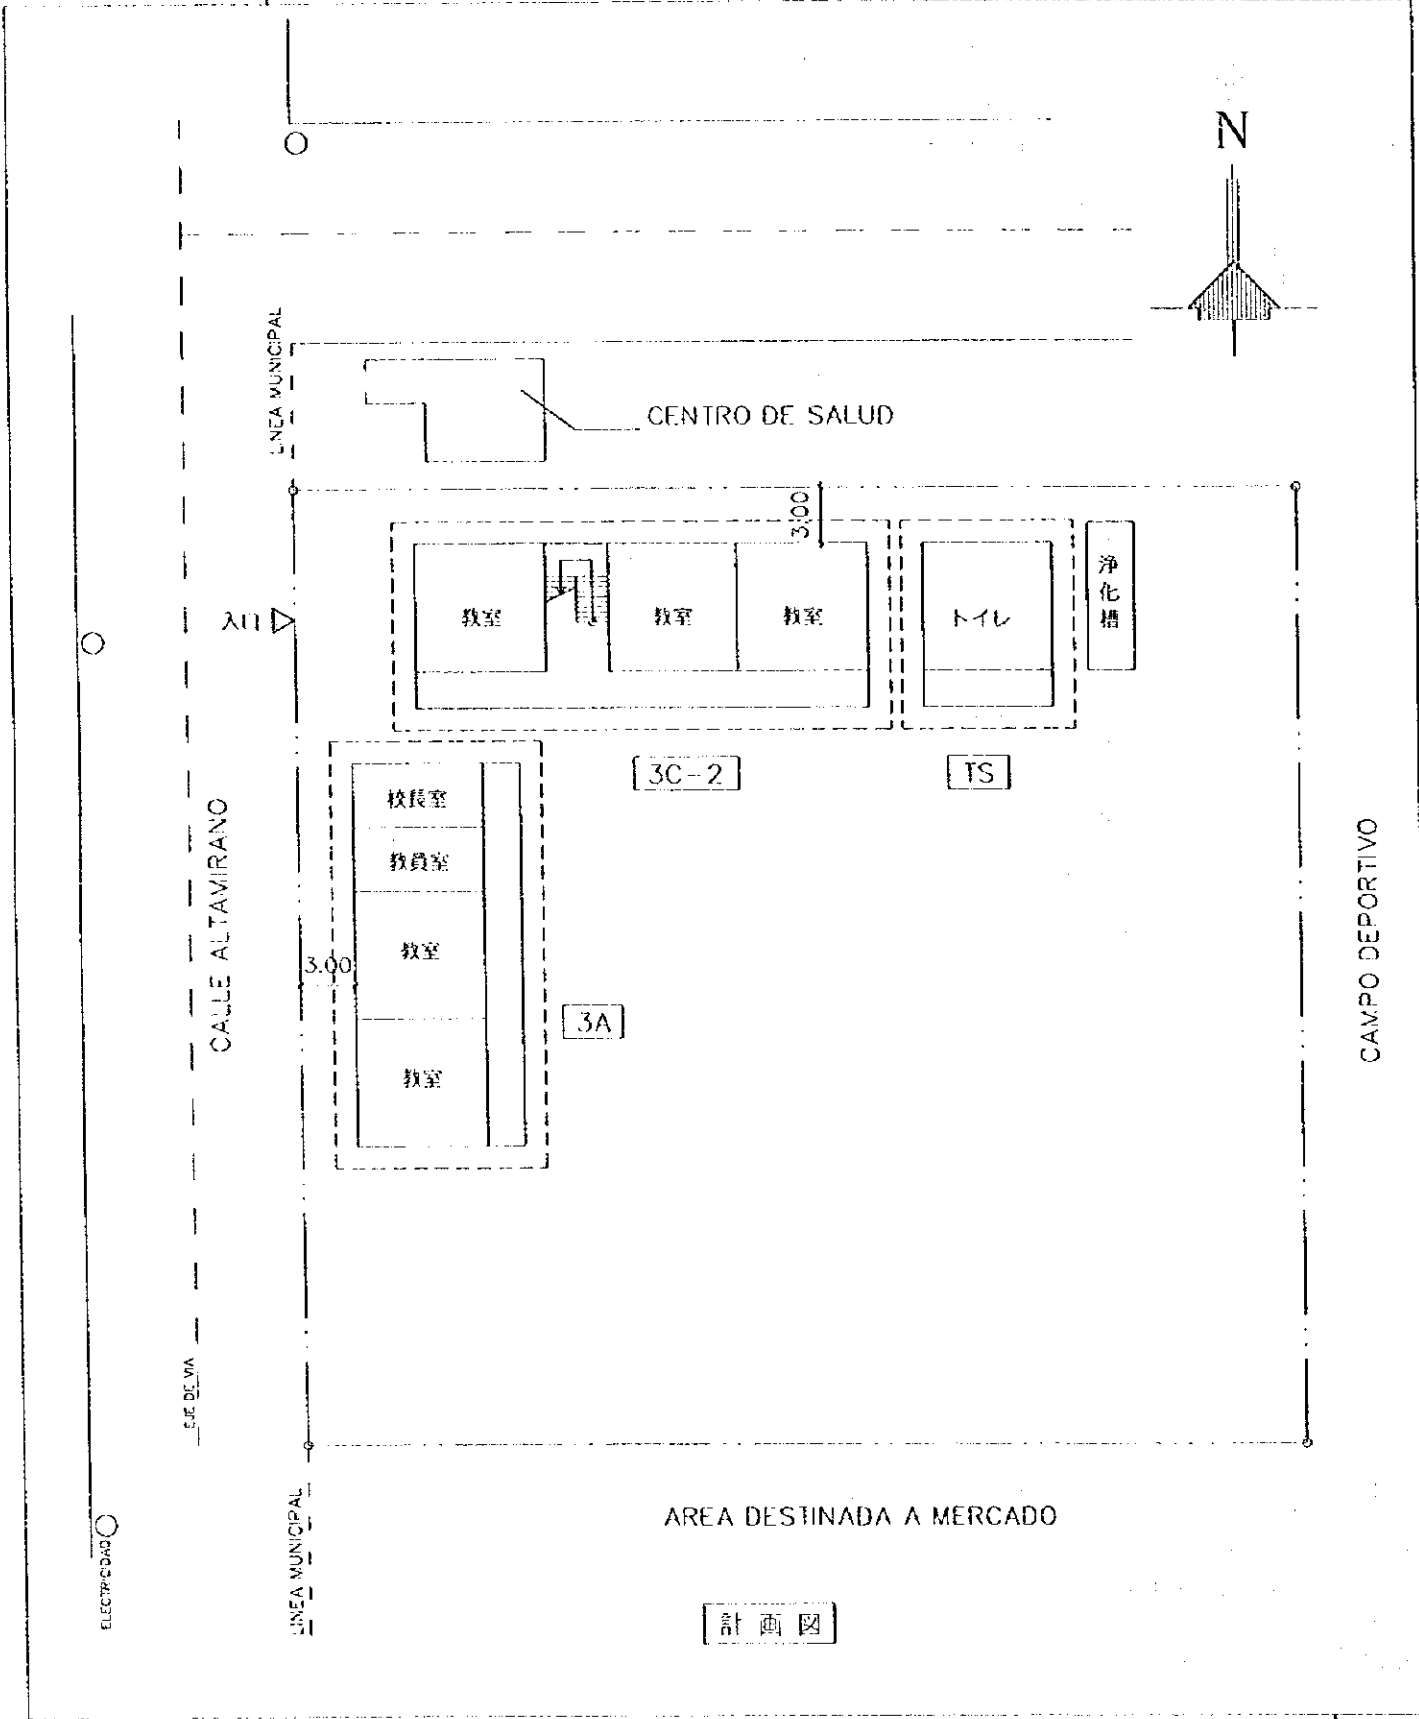 N
LINEA MUNICIPAL
CENTRO DE SALUD
3.00
入口
教室
教室
教室
トイレ
浄化槽
3C-2
TS
校長室
教員室
教室
教室
3.00
3A
CALLE ALTAMIRANO
CAMPO DEPORTIVO
EJE DE VIA
ELECTRICIDAD
LINEA MUNICIPAL
AREA DESTINADA A MERCADO
計画図